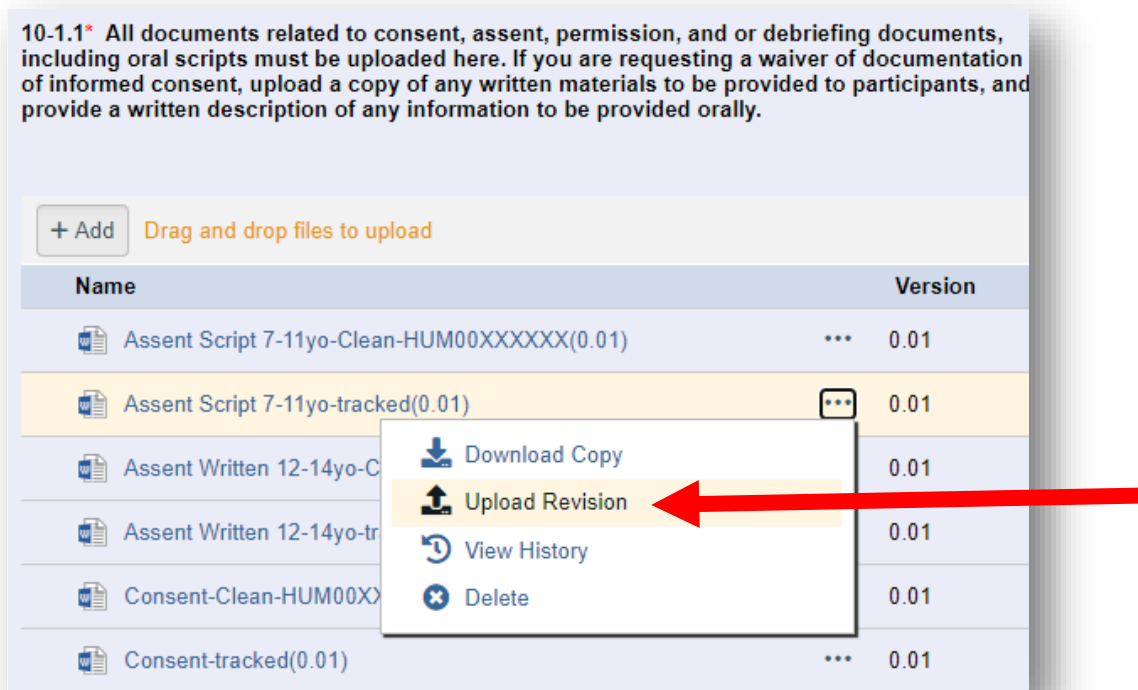 10-1.1* All documents related to consent, assent, permission, and or debriefing documents,
including oral scripts must be uploaded here. If you are requesting a waiver of documentation
of informed consent, upload a copy of any written materials to be provided to participants, and
provide a written description of any information to be provided orally.
+ Add Drag and drop files to upload
Name Version
Assent Script 7-11yo-Clean-HUM00XXXXXX(0.01) ... 0.01
Assent Script 7-11yo-tracked(0.01) ... 0.01
Assent Written 12-14yo-C 0.01
Assent Written 12-14yo-tr 0.01
Consent-Clean-HUM00XX 0.01
Consent-tracked(0.01) ... 0.01
Download Copy
Upload Revision
View History
Delete